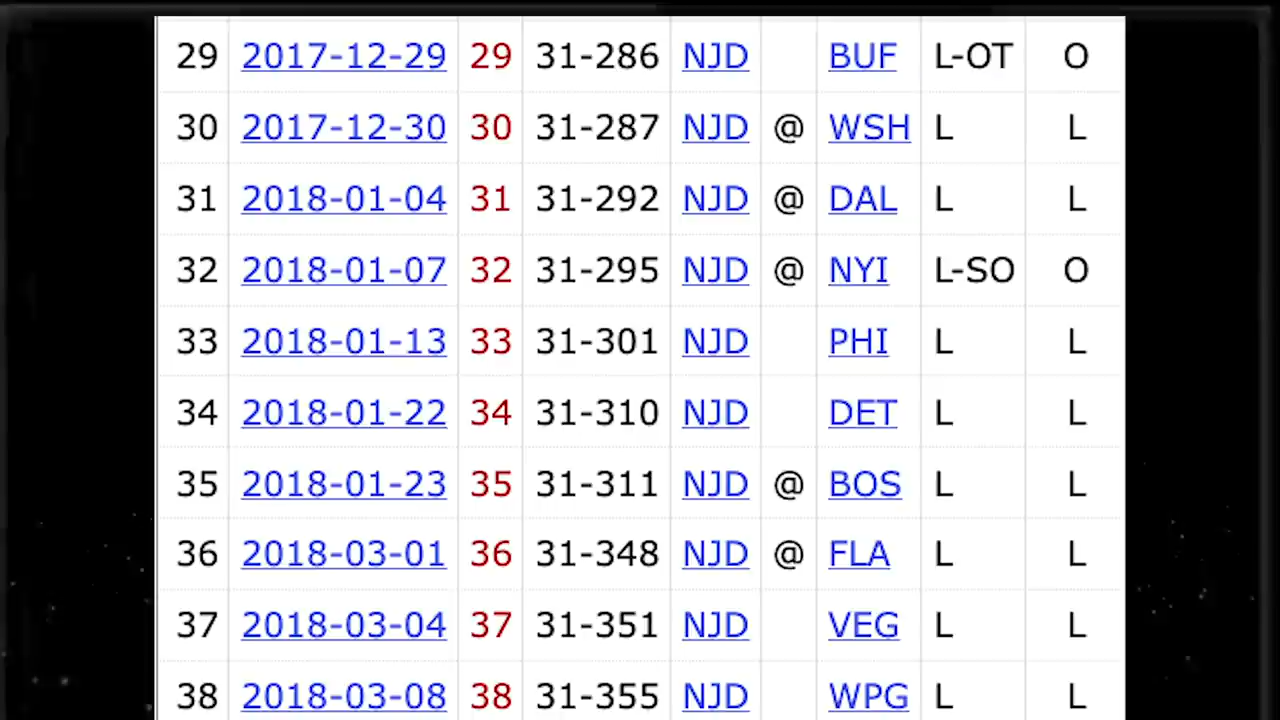 29 2017-12-29 29 31-286 NJD BUF L-OT O
30 2017-12-30 30 31-287 NJD @ WSH L L
31 2018-01-04 31 31-292 NJD @ DAL L L
32 2018-01-07 32 31-295 NJD @ NYI L-SO O
33 2018-01-13 33 31-301 NJD PHI L L
34 2018-01-22 34 31-310 NJD DET L L
35 2018-01-23 35 31-311 NJD @ BOS L L
36 2018-03-01 36 31-348 NJD @ FLA L L
37 2018-03-04 37 31-351 NJD VEG L L
38 2018-03-08 38 31-355 NJD WPG L L